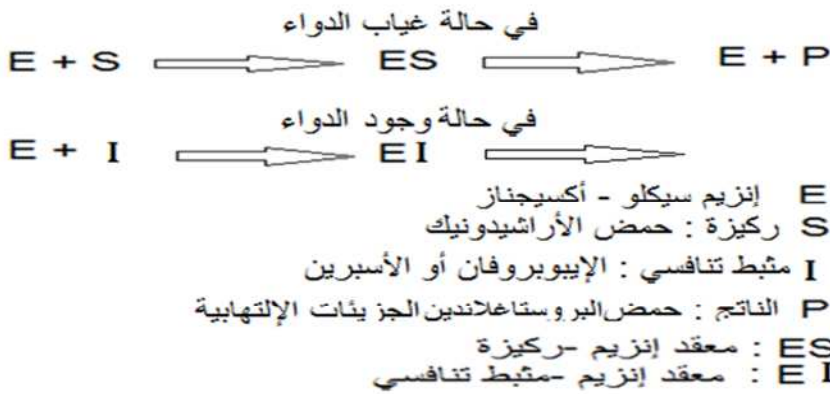 في حالة غياب الدواء
E + S ES E + P
في حالة وجود الدواء
E + I EI
E إنزيم سيكلو - أكسيجناز
S ركيزة : حمض الأراشيدونيك
I مثبط تنافسي : الإيبوبروفان أو الأسبرين
P الناتج : حمض البروستاغلاندين الجزيئات الإلتهابية
ES : معقد إنزيم -ركيزة
E I : معقد إنزيم -مثبط تنافسي